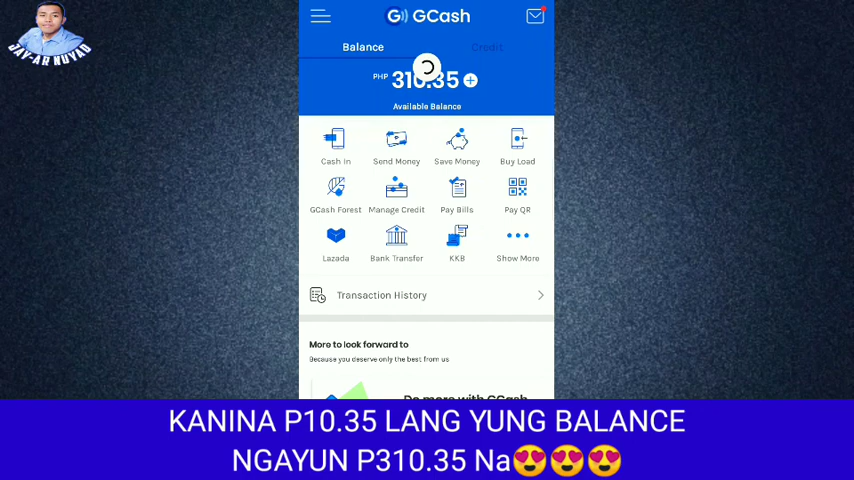 JAY-AR NUYAD
GCash
Balance
Credit
PHP 310.35
Available Balance
Cash In
Send Money
Save Money
Buy Load
GCash Forest
Manage Credit
Pay Bills
Pay QR
Lazada
Bank Transfer
KKB
Show More
Transaction History
More to look forward to
Because you deserve only the best from us
Do more with GCash
KANINA P10.35 LANG YUNG BALANCE
NGAYUN P310.35 Na😍😍😍